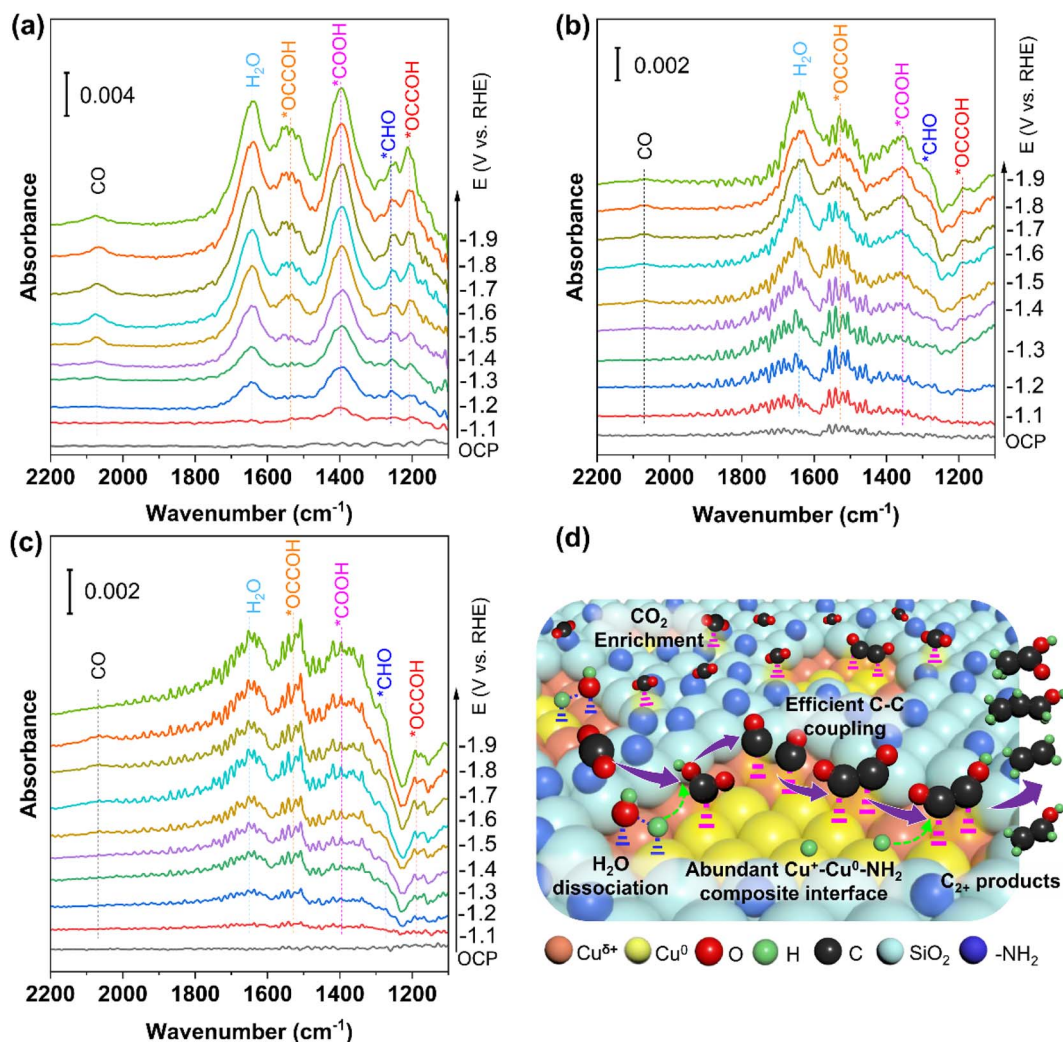 (a)
0.004
CO
H₂O
*OCCOH
*COOH
*CHO
*OCCOH
E (V vs. RHE)
-1.9
-1.8
-1.7
-1.6
-1.5
-1.4
-1.3
-1.2
-1.1
OCP
Absorbance
2200 2000 1800 1600 1400 1200
Wavenumber (cm⁻¹)
(b)
0.002
CO
H₂O
*OCCOH
*COOH
*CHO
*OCCOH
E (V vs. RHE)
-1.9
-1.8
-1.7
-1.6
-1.5
-1.4
-1.3
-1.2
-1.1
OCP
Absorbance
2200 2000 1800 1600 1400 1200
Wavenumber (cm⁻¹)
(c)
0.002
CO
H₂O
*OCCOH
*COOH
*CHO
*OCCOH
E (V vs. RHE)
-1.9
-1.8
-1.7
-1.6
-1.5
-1.4
-1.3
-1.2
-1.1
OCP
Absorbance
2200 2000 1800 1600 1400 1200
Wavenumber (cm⁻¹)
(d)
CO₂
Enrichment
Efficient C-C
coupling
H₂O
dissociation
Abundant Cu⁺-Cu⁰-NH₂
composite interface
C₂₊ products
Cu^δ+ Cu⁰ O H C SiO₂ -NH₂